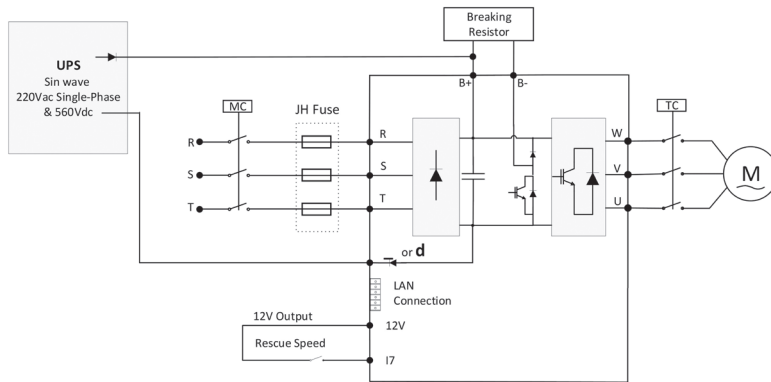 Breaking
Resistor
UPS
Sin wave
220Vac Single-Phase
& 560Vdc
B+
B-
MC
JH Fuse
TC
R
R
W
S
S
V
M
T
T
U
– or d
LAN
Connection
12V Output
12V
Rescue Speed
I7